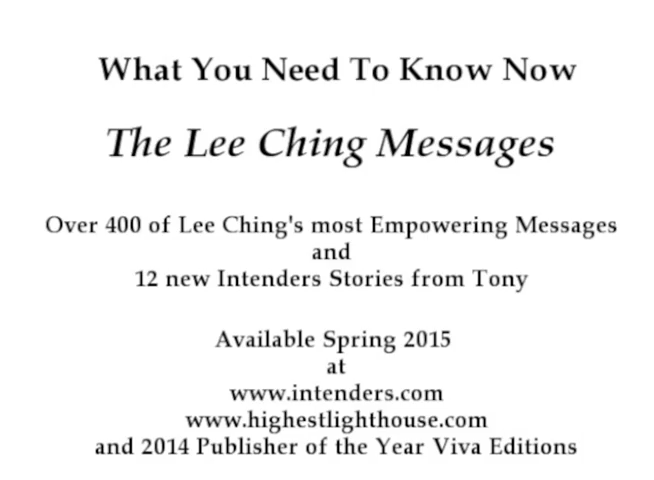 What You Need To Know Now
The Lee Ching Messages
Over 400 of Lee Ching's most Empowering Messages
and
12 new Intenders Stories from Tony
Available Spring 2015
at
www.intenders.com
www.highestlighthouse.com
and 2014 Publisher of the Year Viva Editions